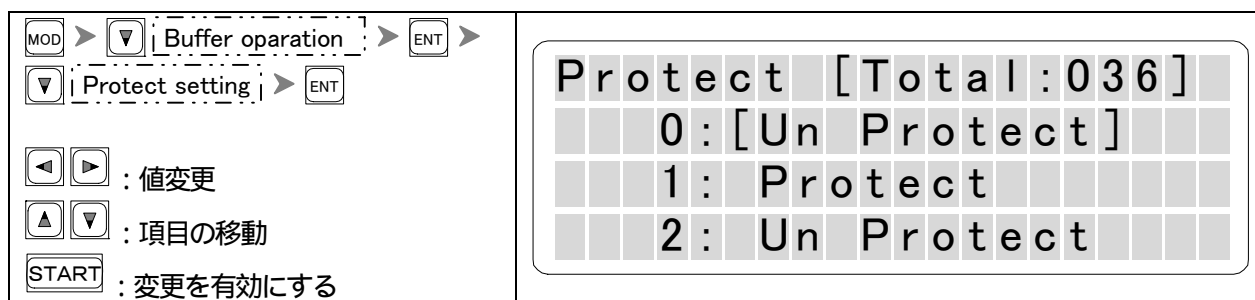 MOD ➤ ▼ Buffer oparation ➤ ENT ➤
▼ Protect setting ➤ ENT
◀ ▶ : 値変更
▲ ▼ : 項目の移動
START : 変更を有効にする
Protect [Total:036]
0:[Un Protect]
1: Protect
2: Un Protect